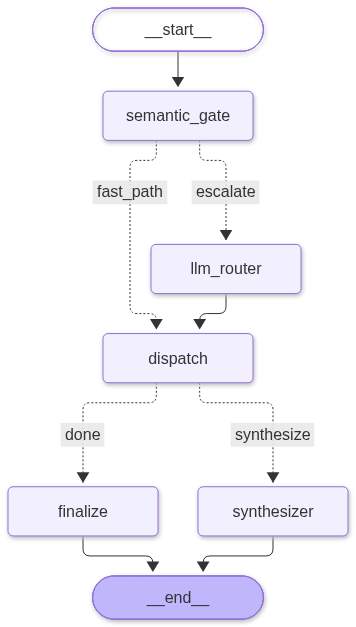 __start__
semantic_gate
fast_path
escalate
llm_router
dispatch
done
synthesize
finalize
synthesizer
__end__